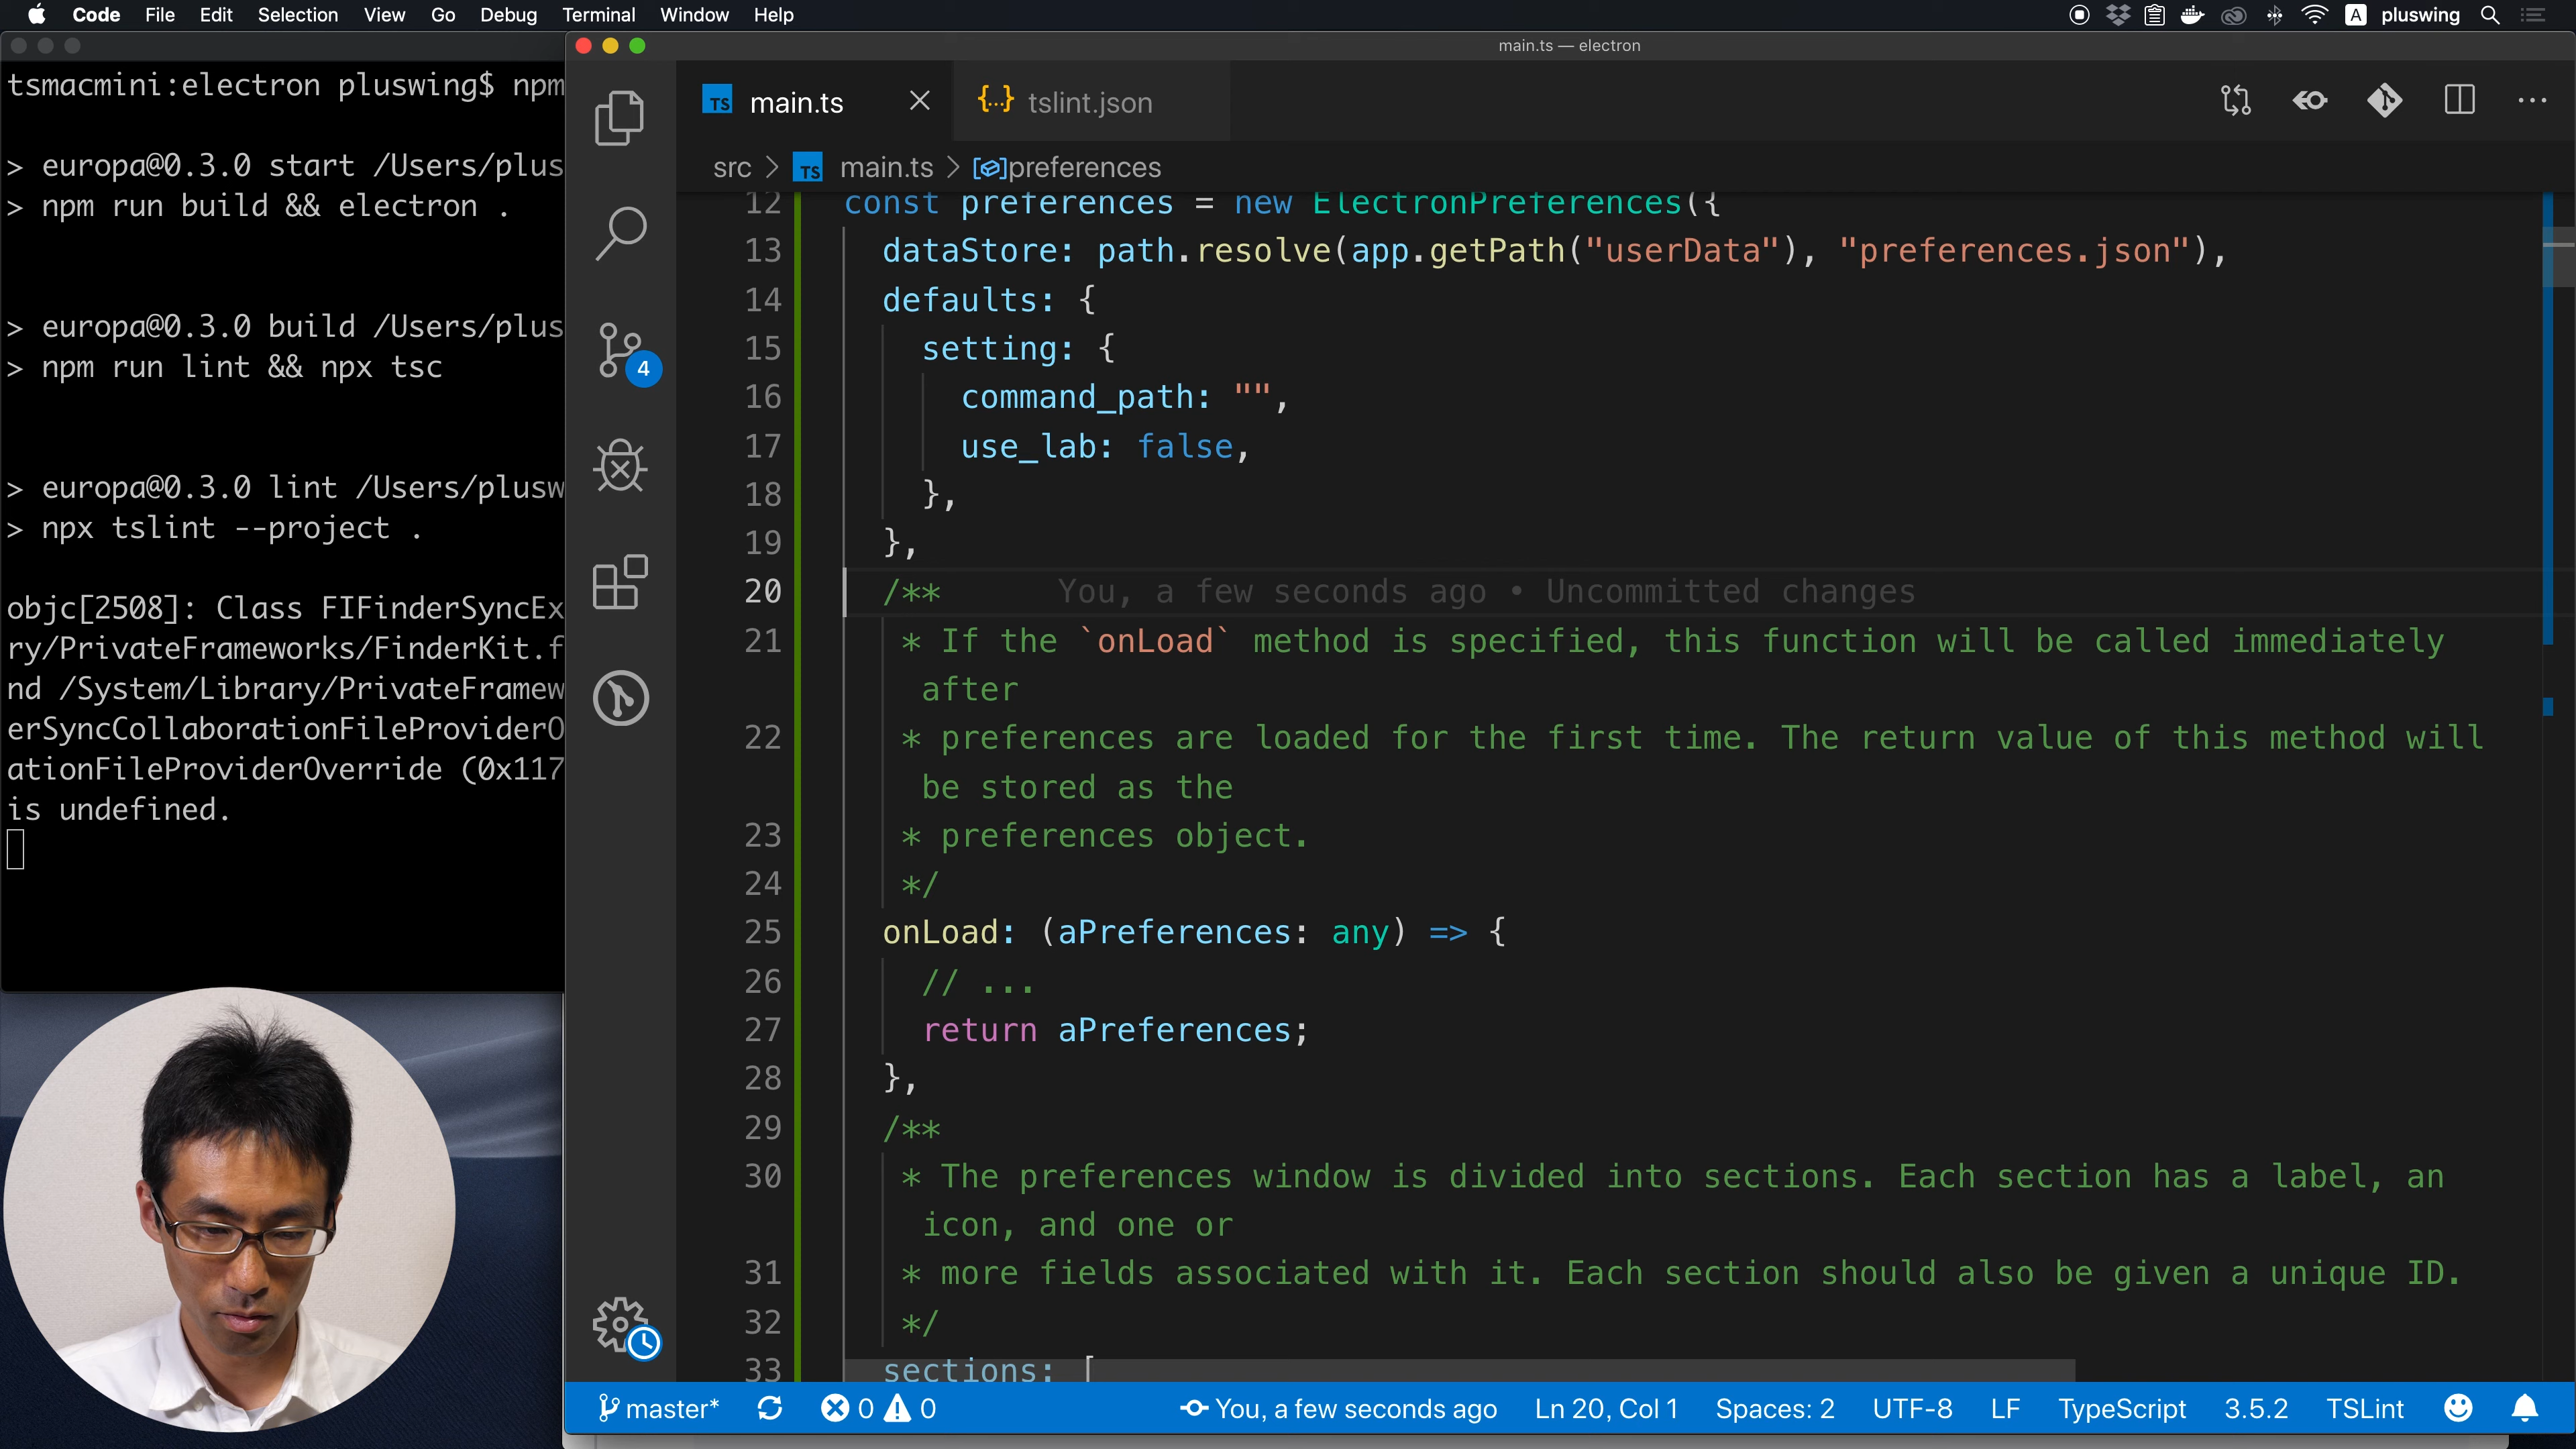 Code File Edit Selection View Go Debug Terminal Window Help A pluswing
main.ts — electron
tsmacmini:electron pluswing$ npm
> europa@0.3.0 start /Users/plus
> npm run build && electron .
> europa@0.3.0 build /Users/plus
> npm run lint && npx tsc
> europa@0.3.0 lint /Users/plusw
> npx tslint --project .
objc[2508]: Class FIFinderSyncEx
ry/PrivateFrameworks/FinderKit.f
nd /System/Library/PrivateFramew
erSyncCollaborationFileProviderO
ationFileProviderOverride (0x117
is undefined.
4
TS main.ts {..} tslint.json
src > TS main.ts > preferences
12 const preferences = new ElectronPreferences({
13 dataStore: path.resolve(app.getPath("userData"), "preferences.json"),
14 defaults: {
15 setting: {
16 command_path: "",
17 use_lab: false,
18 },
19 },
20 /** You, a few seconds ago • Uncommitted changes
21 * If the `onLoad` method is specified, this function will be called immediately
after
22 * preferences are loaded for the first time. The return value of this method will
be stored as the
23 * preferences object.
24 */
25 onLoad: (aPreferences: any) => {
26 // ...
27 return aPreferences;
28 },
29 /**
30 * The preferences window is divided into sections. Each section has a label, an
icon, and one or
31 * more fields associated with it. Each section should also be given a unique ID.
32 */
33 sections: [
master* 0 0 You, a few seconds ago Ln 20, Col 1 Spaces: 2 UTF-8 LF TypeScript 3.5.2 TSLint